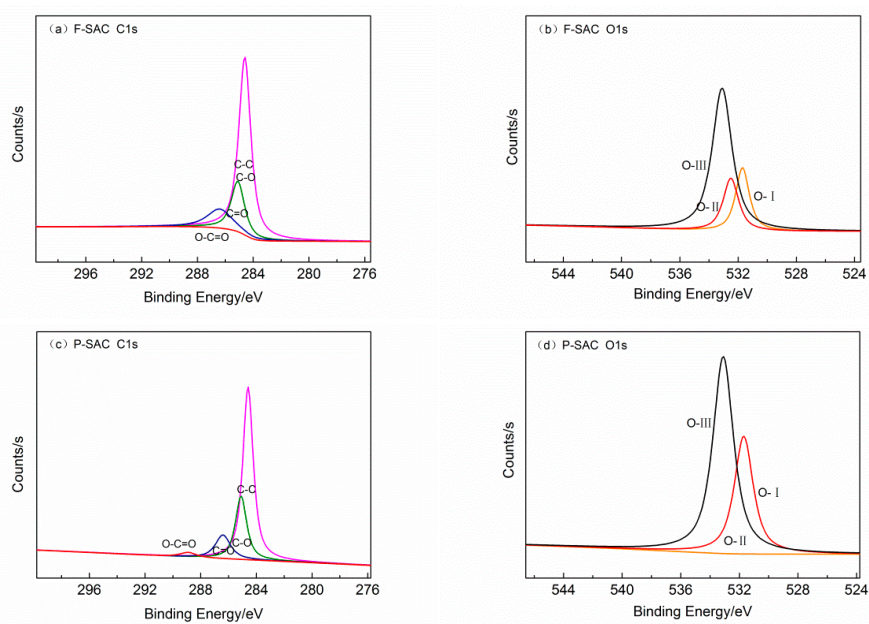 （a）F-SAC C1s
Counts/s
C-C
C-O
C=O
O-C=O
296 292 288 284 280 276
Binding Energy/eV
（b）F-SAC O1s
Counts/s
O-III
O-II
O-I
544 540 536 532 528 524
Binding Energy/eV
（c）P-SAC C1s
Counts/s
C-C
O-C=O
C=O
C-O
296 292 288 284 280 276
Binding Energy/eV
（d）P-SAC O1s
Counts/s
O-III
O-I
O-II
544 540 536 532 528 524
Binding Energy/eV